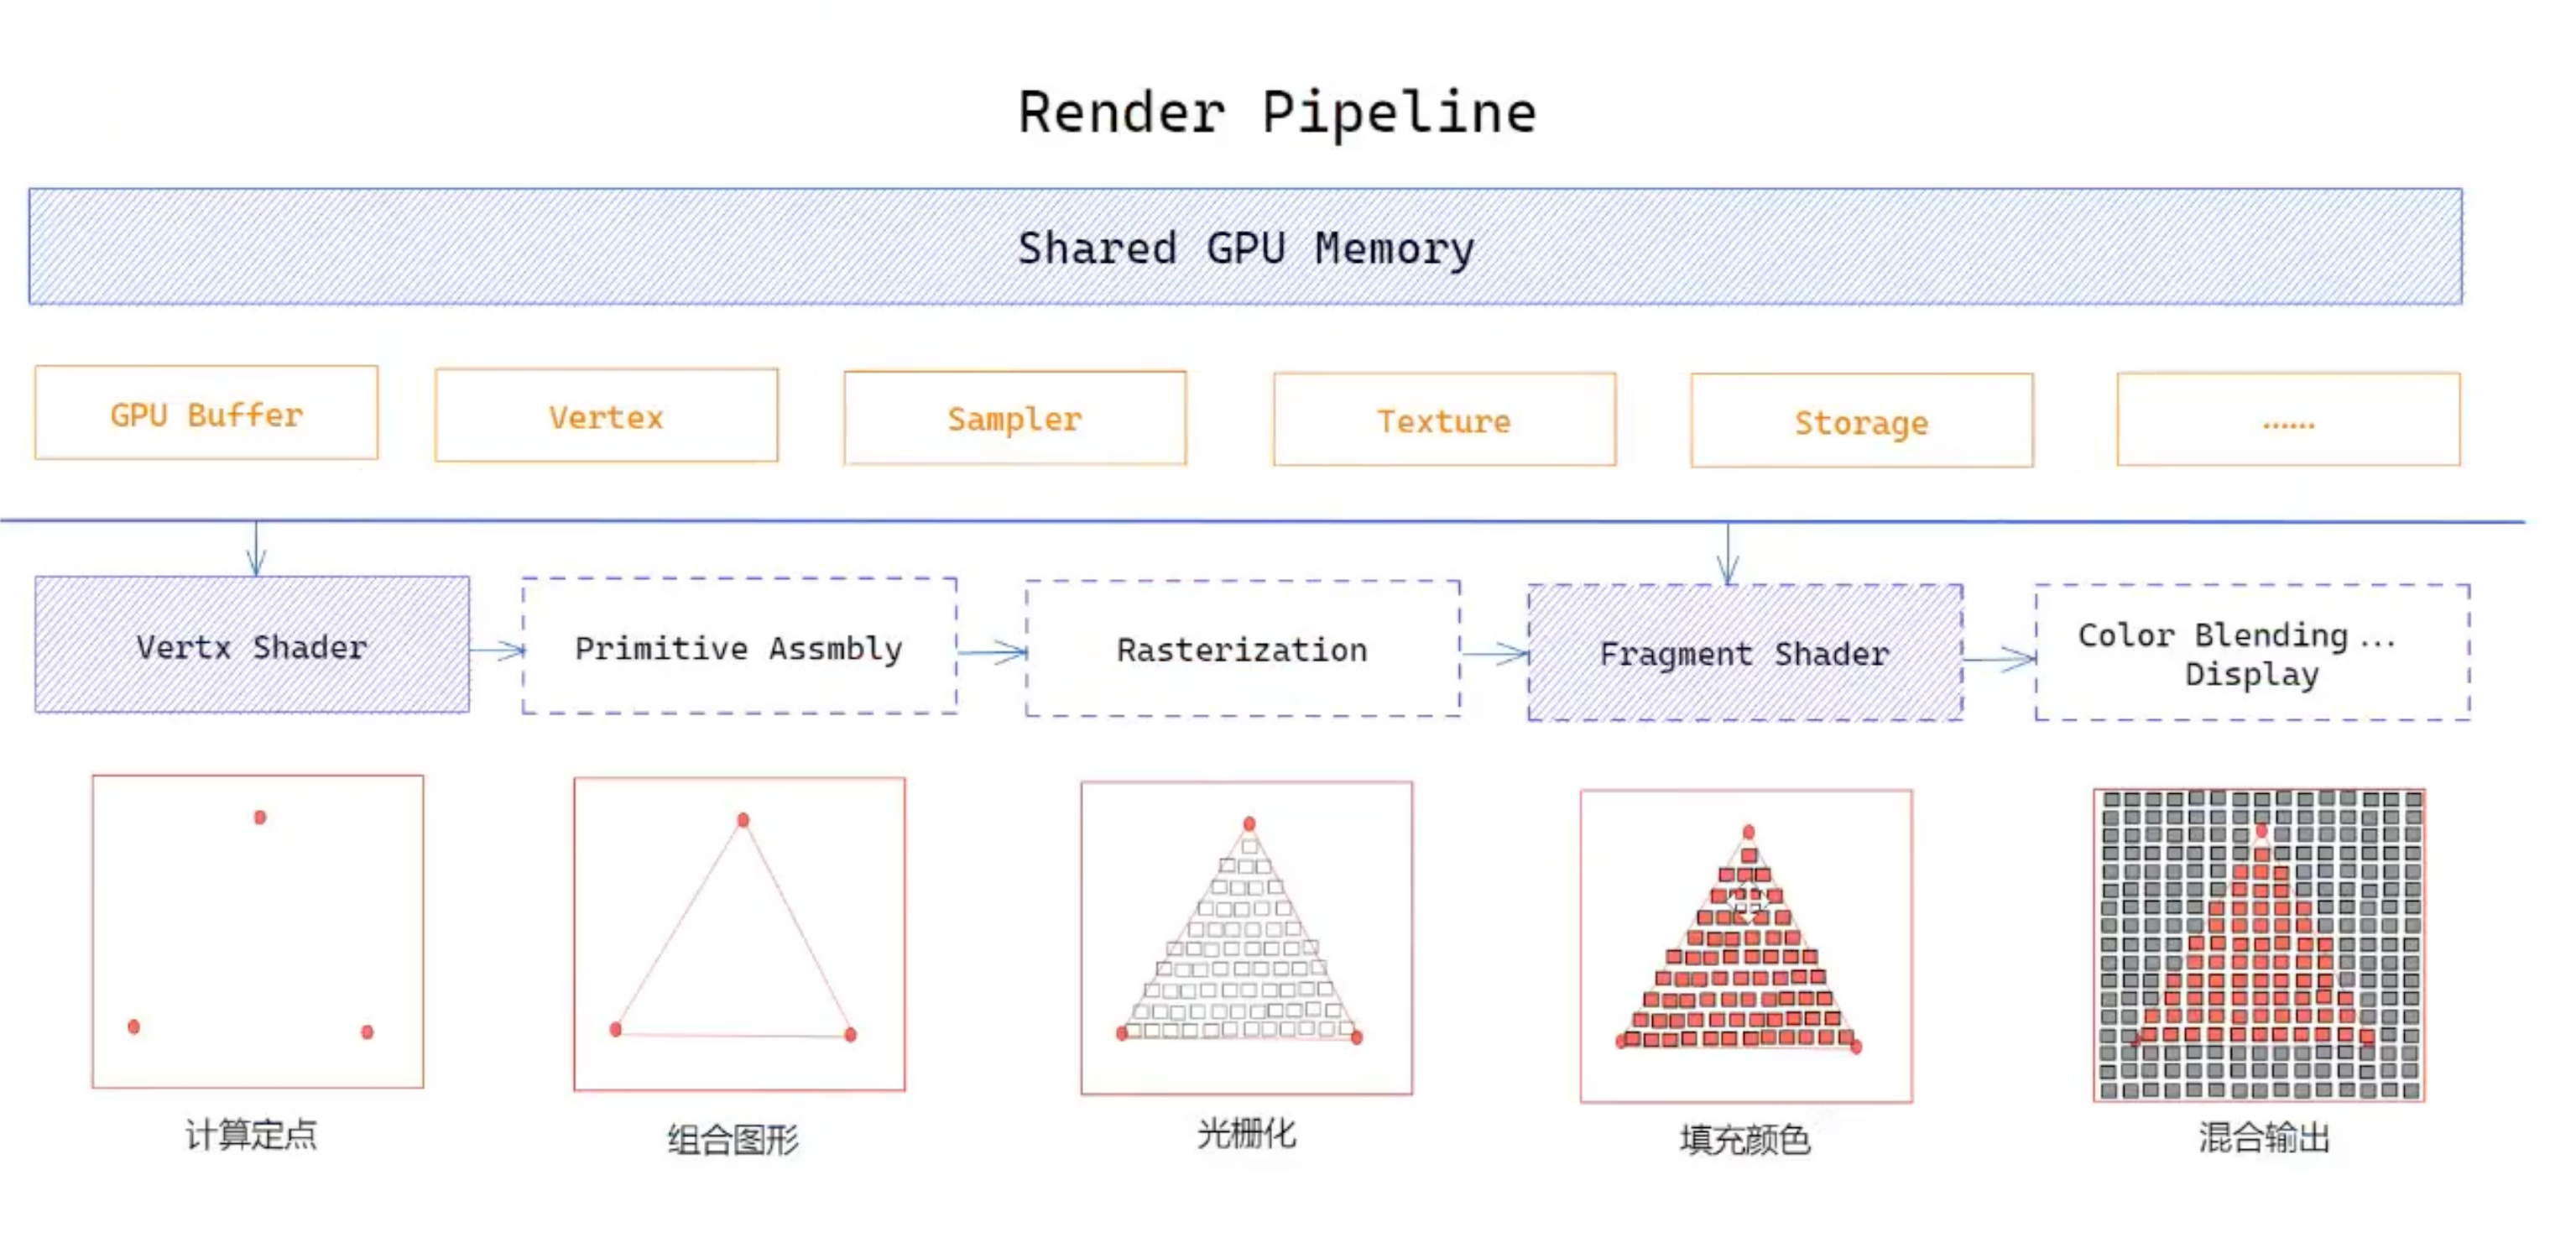 Render Pipeline
Shared GPU Memory
GPU Buffer
Vertex
Sampler
Texture
Storage
......
Vertx Shader
Primitive Assmbly
Rasterization
Fragment Shader
Color Blending ...
Display
计算定点
组合图形
光栅化
填充颜色
混合输出